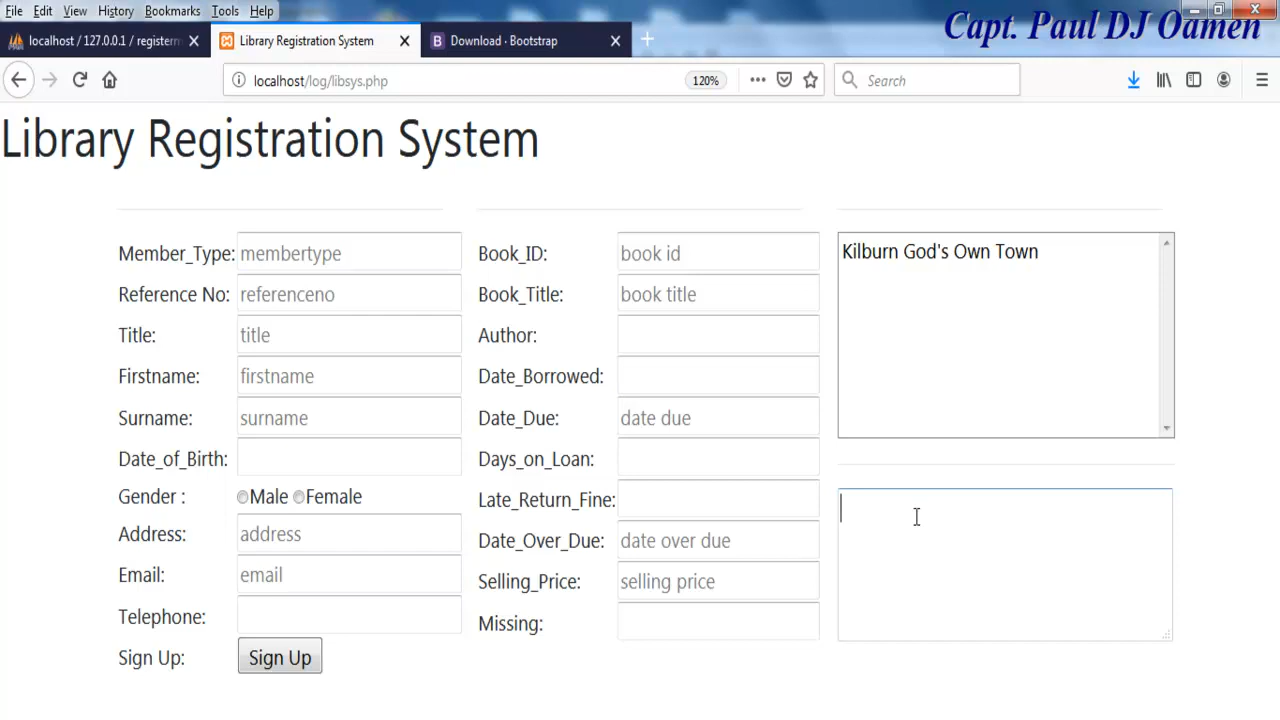 File Edit View History Bookmarks Tools Help
Capt. Paul DJ Oamen
localhost / 127.0.0.1 / registerm
Library Registration System
Download · Bootstrap
localhost/log/libsys.php
120%
Search
Library Registration System
Member_Type: membertype
Reference No: referenceno
Title: title
Firstname: firstname
Surname: surname
Date_of_Birth:
Gender : Male Female
Address: address
Email: email
Telephone:
Sign Up: Sign Up
Book_ID: book id
Book_Title: book title
Author:
Date_Borrowed:
Date_Due: date due
Days_on_Loan:
Late_Return_Fine:
Date_Over_Due: date over due
Selling_Price: selling price
Missing:
Kilburn God's Own Town